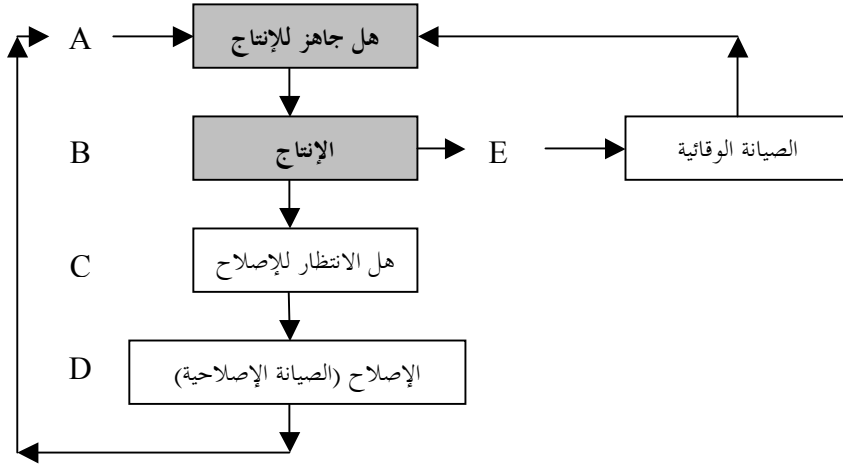 A
هل جاهز للإنتاج
B
الإنتاج
E
الصيانة الوقائية
C
هل الانتظار للإصلاح
D
الإصلاح (الصيانة الإصلاحية)